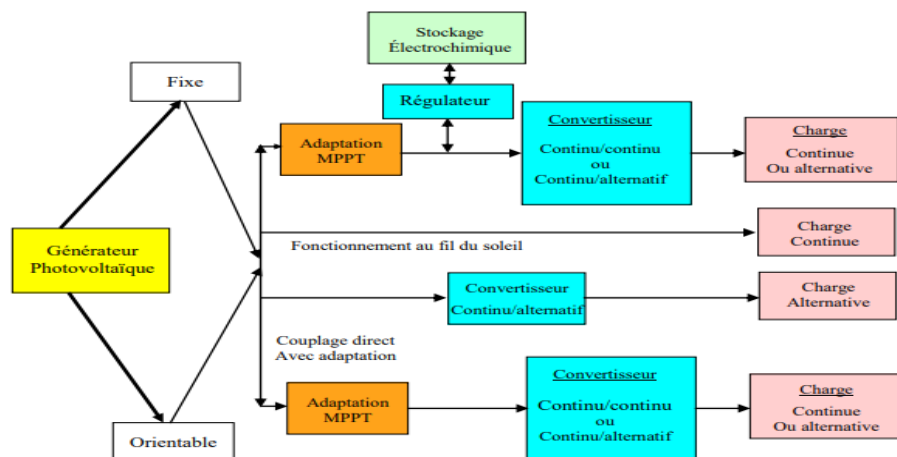 Stockage
Électrochimique
Fixe
Régulateur
Adaptation
MPPT
Convertisseur
Continu/continu
ou
Continu/alternatif
Charge
Continue
Ou alternative
Générateur
Photovoltaïque
Fonctionnement au fil du soleil
Charge
Continue
Convertisseur
Continu/alternatif
Charge
Alternative
Couplage direct
Avec adaptation
Orientable
Adaptation
MPPT
Convertisseur
Continu/continu
ou
Continu/alternatif
Charge
Continue
Ou alternative